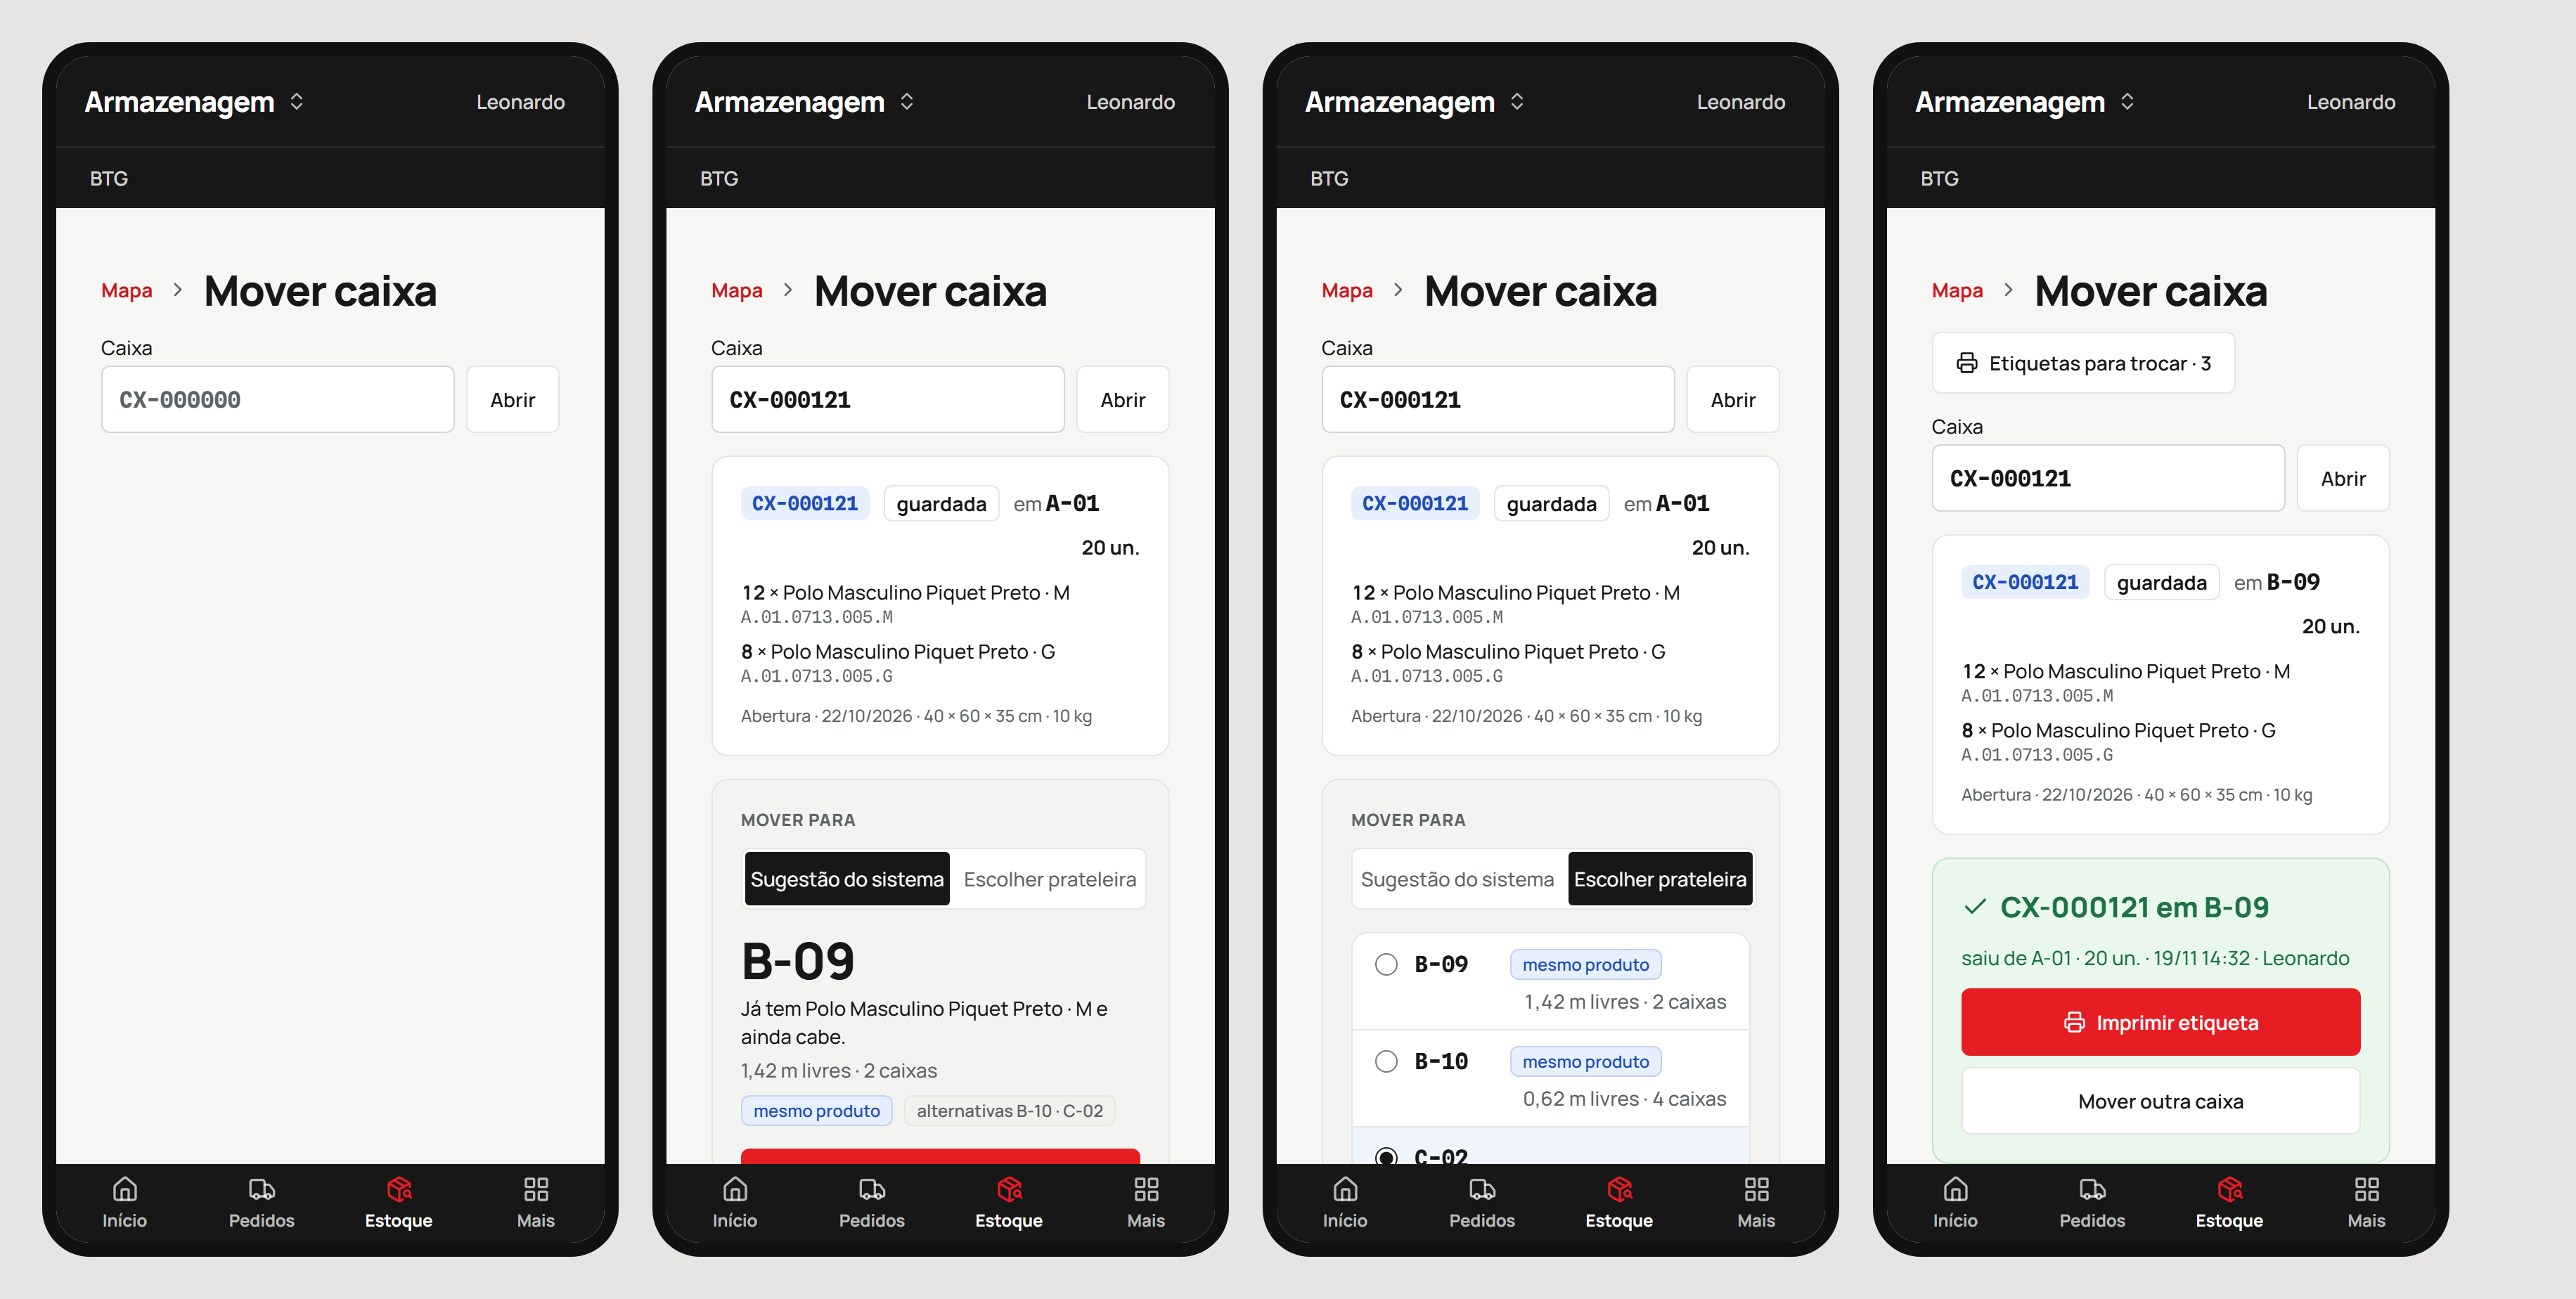 Armazenagem
Leonardo
BTG
Mapa > Mover caixa
Caixa
CX-000000
Abrir
Início
Pedidos
Estoque
Mais
Armazenagem
Leonardo
BTG
Mapa > Mover caixa
Caixa
CX-000121
Abrir
CX-000121 guardada em A-01
20 un.
12 × Polo Masculino Piquet Preto · M
A.01.0713.005.M
8 × Polo Masculino Piquet Preto · G
A.01.0713.005.G
Abertura · 22/10/2026 · 40 × 60 × 35 cm · 10 kg
MOVER PARA
Sugestão do sistema
Escolher prateleira
B-09
Já tem Polo Masculino Piquet Preto · M e
ainda cabe.
1,42 m livres · 2 caixas
mesmo produto
alternativas B-10 · C-02
Início
Pedidos
Estoque
Mais
Armazenagem
Leonardo
BTG
Mapa > Mover caixa
Caixa
CX-000121
Abrir
CX-000121 guardada em A-01
20 un.
12 × Polo Masculino Piquet Preto · M
A.01.0713.005.M
8 × Polo Masculino Piquet Preto · G
A.01.0713.005.G
Abertura · 22/10/2026 · 40 × 60 × 35 cm · 10 kg
MOVER PARA
Sugestão do sistema
Escolher prateleira
B-09 mesmo produto
1,42 m livres · 2 caixas
B-10 mesmo produto
0,62 m livres · 4 caixas
C-02
Início
Pedidos
Estoque
Mais
Armazenagem
Leonardo
BTG
Mapa > Mover caixa
Etiquetas para trocar · 3
Caixa
CX-000121
Abrir
CX-000121 guardada em B-09
20 un.
12 × Polo Masculino Piquet Preto · M
A.01.0713.005.M
8 × Polo Masculino Piquet Preto · G
A.01.0713.005.G
Abertura · 22/10/2026 · 40 × 60 × 35 cm · 10 kg
CX-000121 em B-09
saiu de A-01 · 20 un. · 19/11 14:32 · Leonardo
Imprimir etiqueta
Mover outra caixa
Início
Pedidos
Estoque
Mais